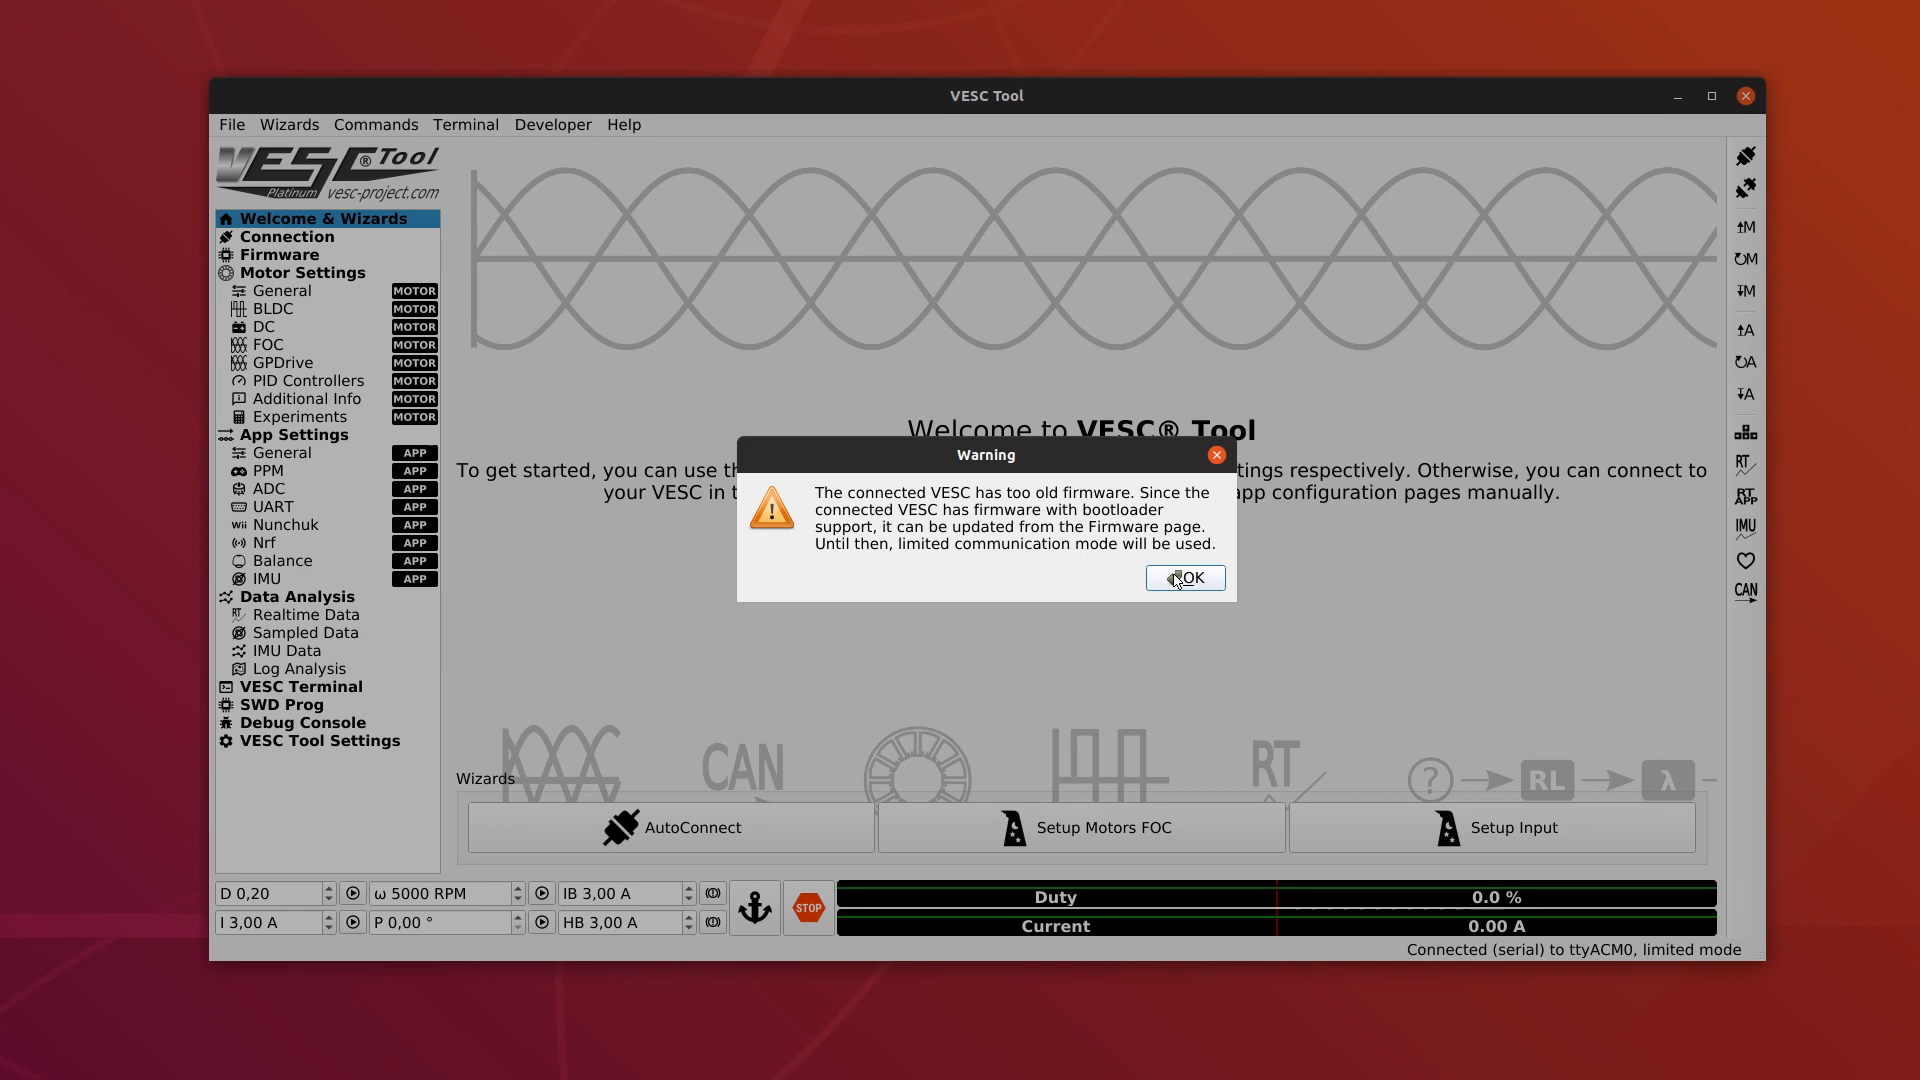 VESC Tool
File Wizards Commands Terminal Developer Help
VESC® Tool
Platinum vesc-project.com
Welcome & Wizards
Connection
Firmware
Motor Settings
General MOTOR
BLDC MOTOR
DC MOTOR
FOC MOTOR
GPDrive MOTOR
PID Controllers MOTOR
Additional Info MOTOR
Experiments MOTOR
App Settings
General APP
PPM APP
ADC APP
UART APP
Wii Nunchuk APP
Nrf APP
Balance APP
IMU APP
Data Analysis
RT Realtime Data
Sampled Data
IMU Data
Log Analysis
VESC Terminal
SWD Prog
Debug Console
VESC Tool Settings
Welcome to VESC® Tool
To get started, you can use th
tings respectively. Otherwise, you can connect to
your VESC in t
app configuration pages manually.
Warning
The connected VESC has too old firmware. Since the
connected VESC has firmware with bootloader
support, it can be updated from the Firmware page.
Until then, limited communication mode will be used.
OK
CAN
RT
? RL λ
Wizards
AutoConnect Setup Motors FOC Setup Input
M
M
M
A
A
A
RT
RT
APP
IMU
CAN
D 0,20 ω 5000 RPM IB 3,00 A
I 3,00 A P 0,00 ° HB 3,00 A
STOP
Duty 0.0 %
Current 0.00 A
Connected (serial) to ttyACM0, limited mode